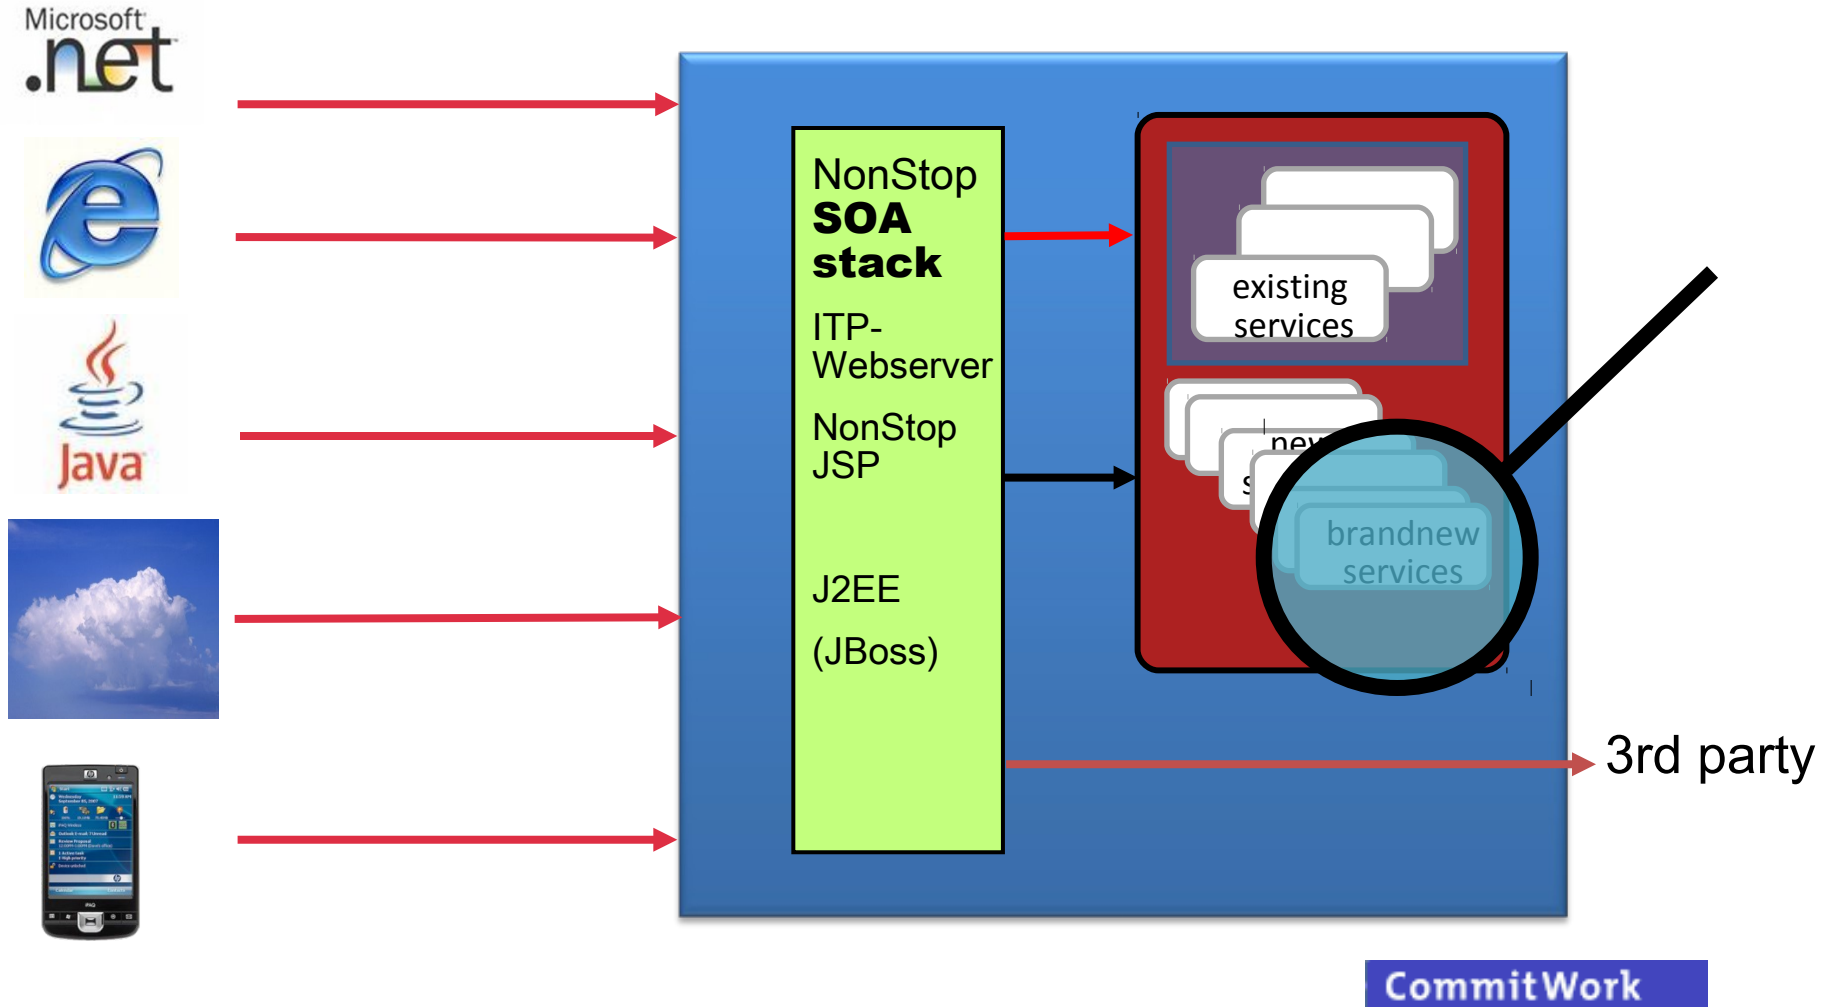 Microsoft
.net
Java
NonStop
SOA
stack
ITP-
Webserver
NonStop
JSP
J2EE
(JBoss)
existing
services
brandnew
services
3rd party
CommitWork